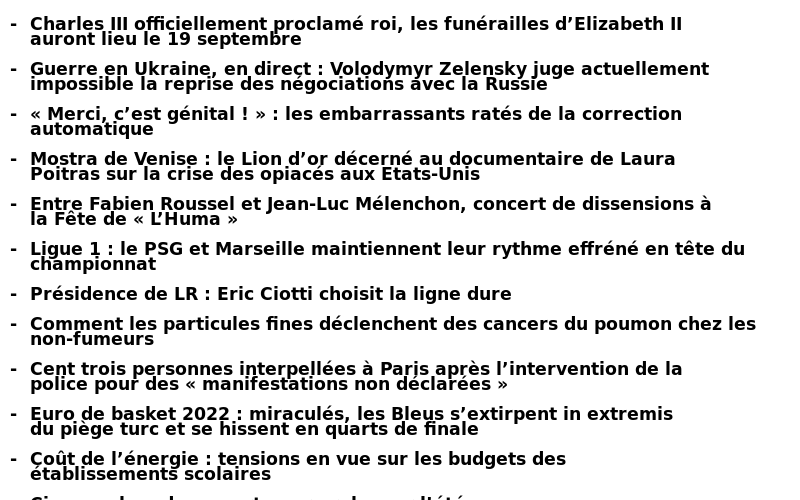 - Charles III officiellement proclamé roi, les funérailles d’Elizabeth II
auront lieu le 19 septembre
- Guerre en Ukraine, en direct : Volodymyr Zelensky juge actuellement
impossible la reprise des négociations avec la Russie
- « Merci, c’est génital ! » : les embarrassants ratés de la correction
automatique
- Mostra de Venise : le Lion d’or décerné au documentaire de Laura
Poitras sur la crise des opiacés aux Etats-Unis
- Entre Fabien Roussel et Jean-Luc Mélenchon, concert de dissensions à
la Fête de « L’Huma »
- Ligue 1 : le PSG et Marseille maintiennent leur rythme effréné en tête du
championnat
- Présidence de LR : Eric Ciotti choisit la ligne dure
- Comment les particules fines déclenchent des cancers du poumon chez les
non-fumeurs
- Cent trois personnes interpellées à Paris après l’intervention de la
police pour des « manifestations non déclarées »
- Euro de basket 2022 : miraculés, les Bleus s’extirpent in extremis
du piège turc et se hissent en quarts de finale
- Coût de l’énergie : tensions en vue sur les budgets des
établissements scolaires